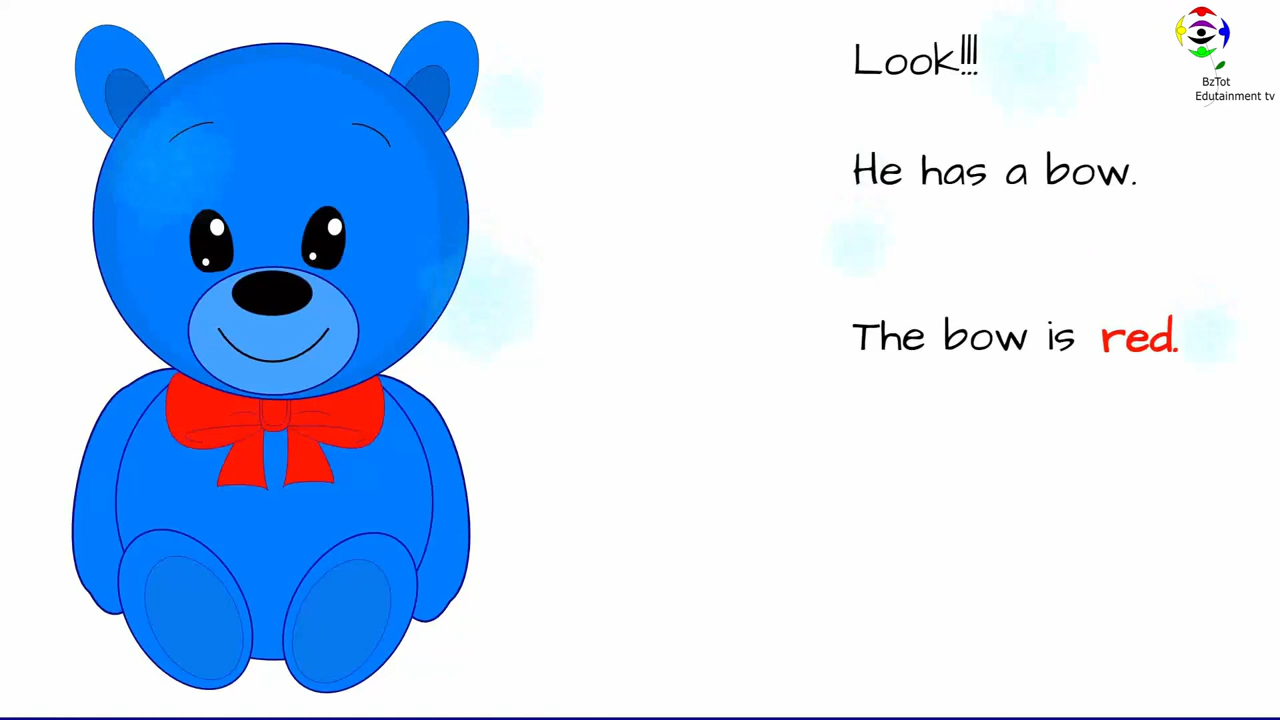 Look!!!
He has a bow.
The bow is red.
BzTot
Edutainment tv